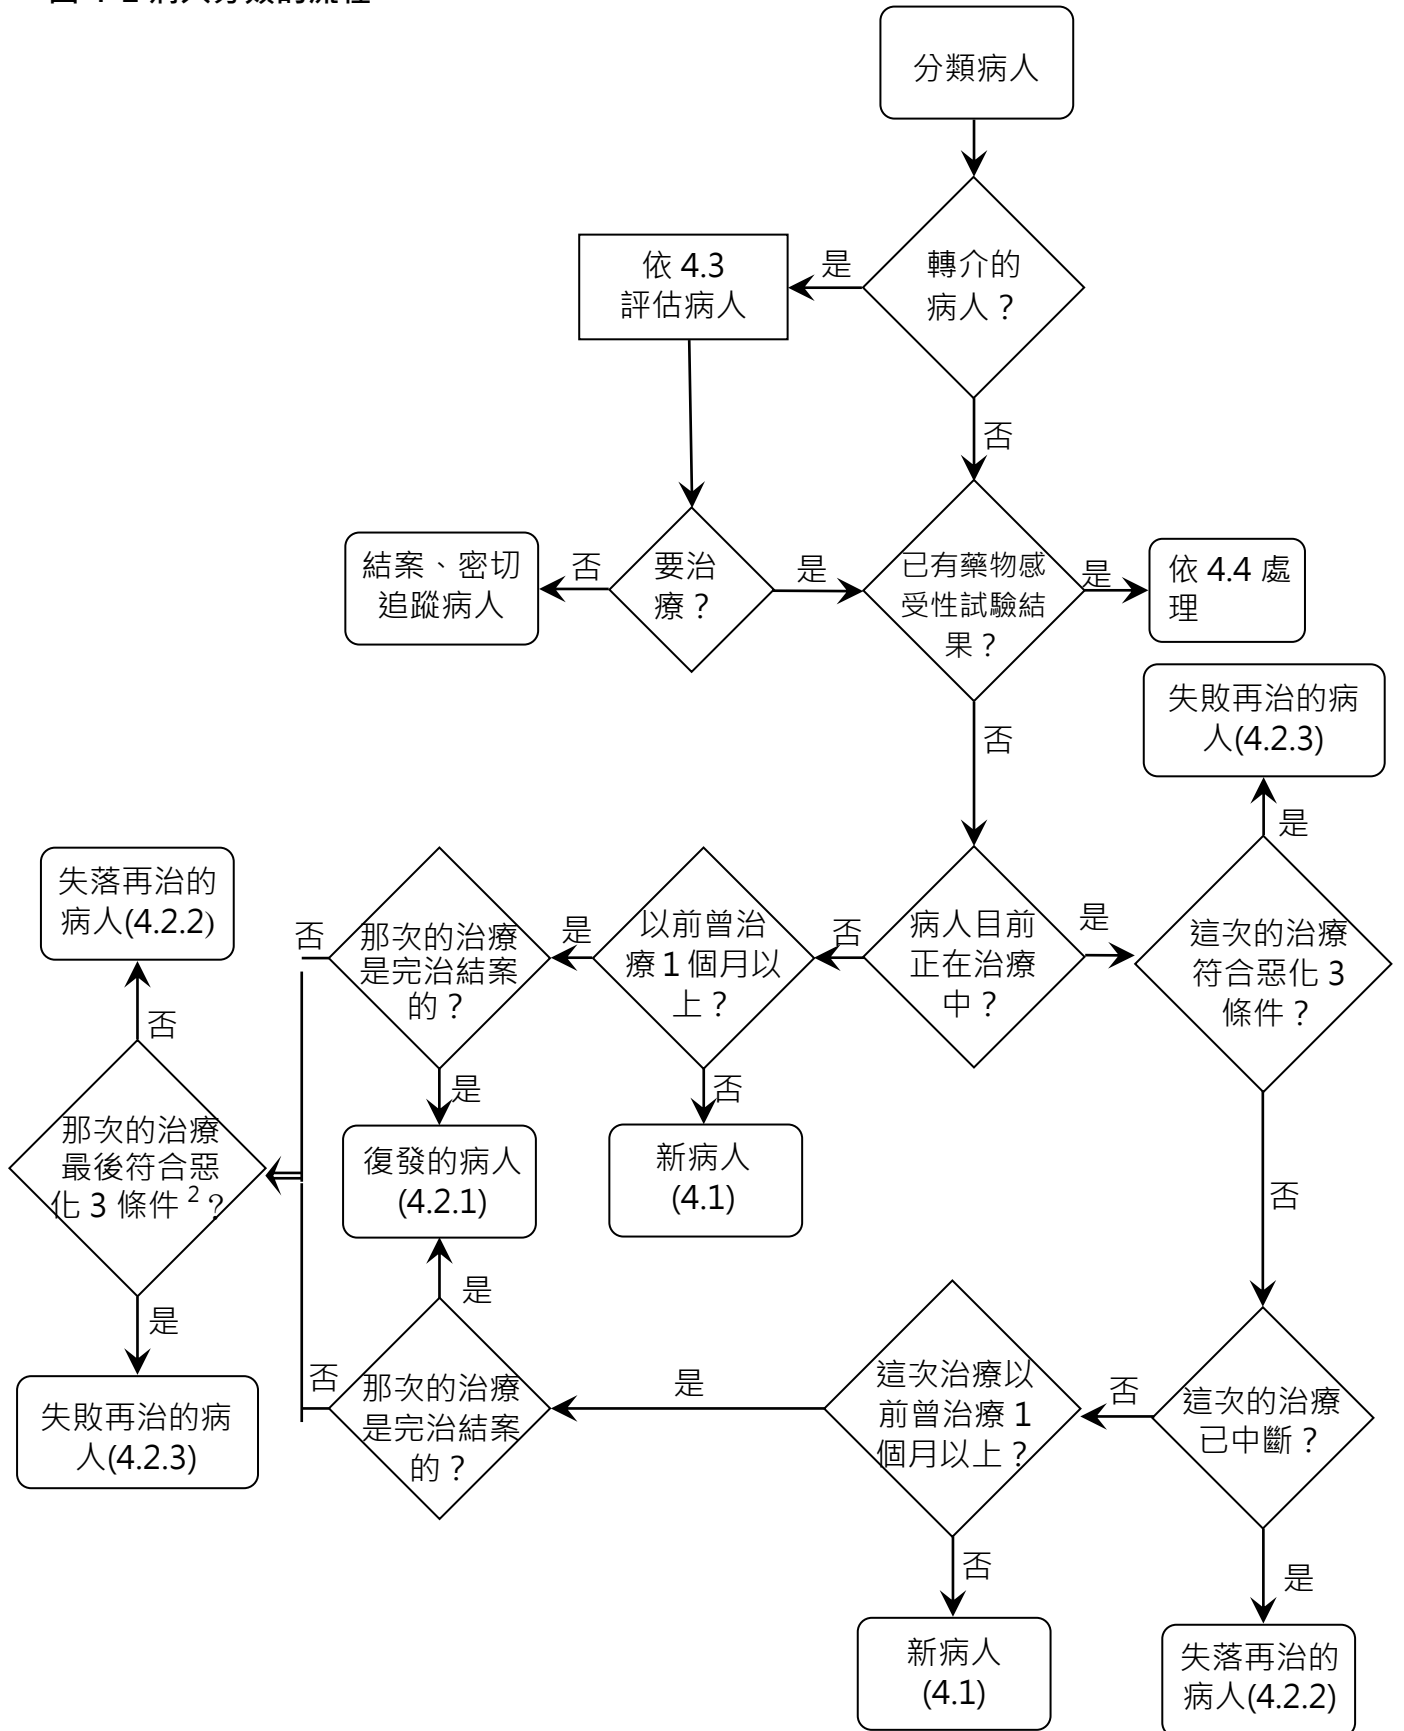 分類病人
轉介的
病人？
是
依 4.3
評估病人
否
要治
療？
否
結案、密切
追蹤病人
是
已有藥物感
受性試驗結
果？
是
依 4.4 處
理
否
失敗再治的病
人(4.2.3)
是
病人目前
正在治療
中？
是
這次的治療
符合惡化 3
條件？
否
以前曾治
療 1 個月以
上？
是
那次的治療
是完治結案
的？
否
失落再治的
病人(4.2.2)
否
否
新病人
(4.1)
是
復發的病人
(4.2.1)
那次的治療
最後符合惡
化 3 條件 2？
否
是
失敗再治的病
人(4.2.3)
是
那次的治療
是完治結案
的？
否
是
這次治療以
前曾治療 1
個月以上？
否
這次的治療
已中斷？
否
新病人
(4.1)
是
失落再治的
病人(4.2.2)